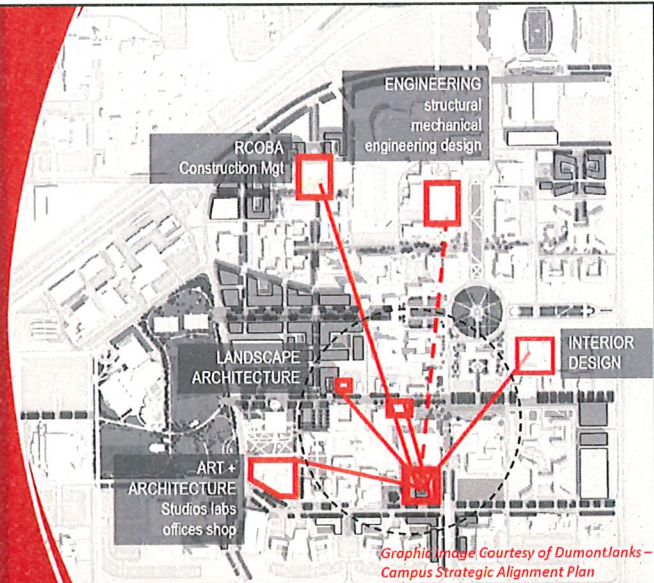 ENGINEERING
structural
mechanical
engineering design
RCOBA
Construction Mgt
INTERIOR
DESIGN
LANDSCAPE
ARCHITECTURE
ART +
ARCHITECTURE
Studios labs
offices shop
Graphic Image Courtesy of DumontJanks –
Campus Strategic Alignment Plan